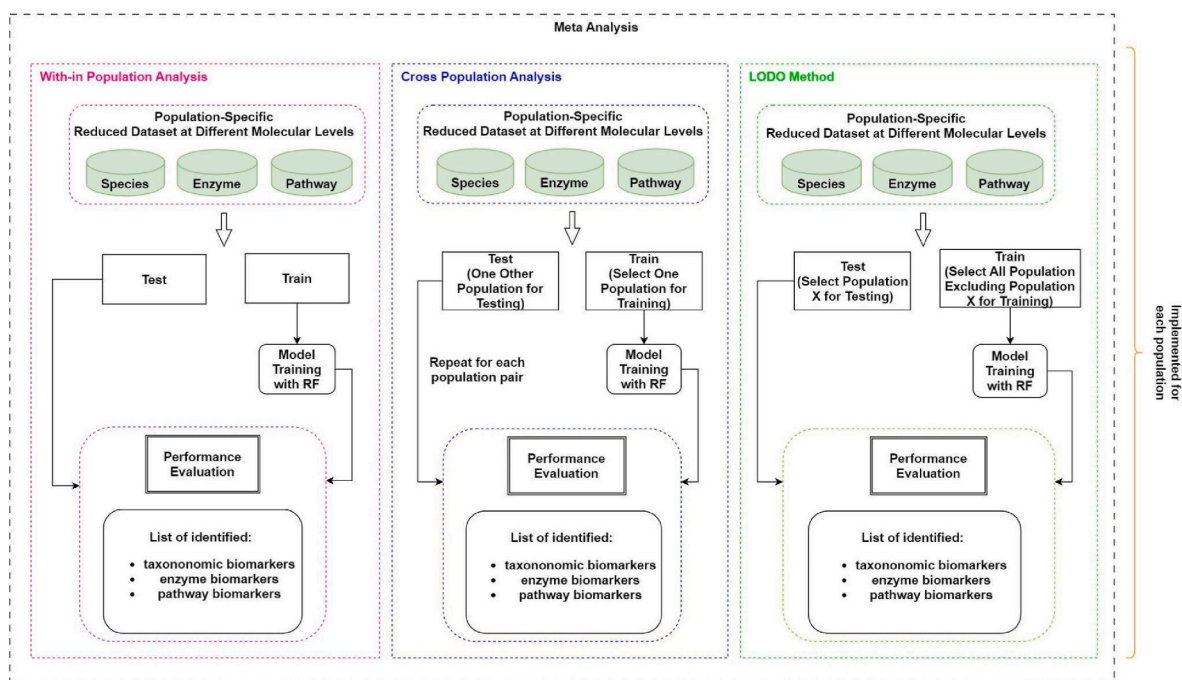 Meta Analysis
With-in Population Analysis
Population-Specific
Reduced Dataset at Different Molecular Levels
Species
Enzyme
Pathway
Test
Train
Model
Training
with RF
Performance
Evaluation
List of identified:
• taxononomic biomarkers
• enzyme biomarkers
• pathway biomarkers
Cross Population Analysis
Population-Specific
Reduced Dataset at Different Molecular Levels
Species
Enzyme
Pathway
Test
(One Other
Population for
Testing)
Train
(Select One
Population for
Training)
Repeat for each
population pair
Model
Training
with RF
Performance
Evaluation
List of identified:
• taxononomic biomarkers
• enzyme biomarkers
• pathway biomarkers
LODO Method
Population-Specific
Reduced Dataset at Different Molecular Levels
Species
Enzyme
Pathway
Test
(Select Population
X for Testing)
Train
(Select All Population
Excluding Population
X for Training)
Model
Training
with RF
Performance
Evaluation
List of identified:
• taxononomic biomarkers
• enzyme biomarkers
• pathway biomarkers
Implemented for
each population